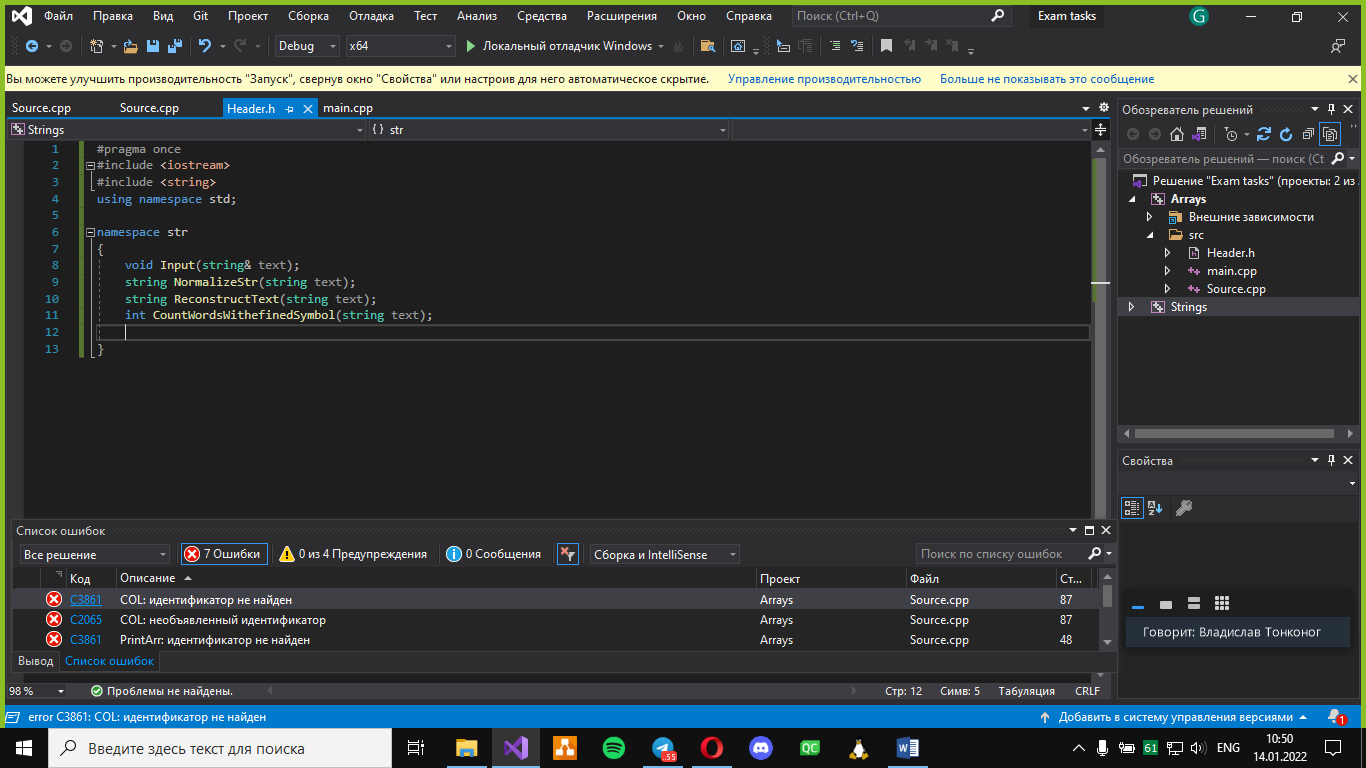 Файл Правка Вид Git Проект Сборка Отладка Тест Анализ Средства Расширения Окно Справка Поиск (Ctrl+Q) Exam tasks G
Debug x64 Локальный отладчик Windows
Вы можете улучшить производительность "Запуск", свернув окно "Свойства" или настроив для него автоматическое скрытие. Управление производительностью Больше не показывать это сообщение
Source.cpp Source.cpp Header.h main.cpp
Strings {} str
1 #pragma once
2 #include <iostream>
3 #include <string>
4 using namespace std;
5
6 namespace str
7 {
8 void Input(string& text);
9 string NormalizeStr(string text);
10 string ReconstructText(string text);
11 int CountWordsWithefinedSymbol(string text);
12
13 }
Обозреватель решений
Обозреватель решений — поиск (Ct
Решение "Exam tasks" (проекты: 2 из
Arrays
Внешние зависимости
src
Header.h
main.cpp
Source.cpp
Strings
Свойства
Говорит: Владислав Тонконог
Список ошибок
Все решение 7 Ошибки 0 из 4 Предупреждения 0 Сообщения Сборка и IntelliSense Поиск по списку ошибок
Код Описание Проект Файл Ст...
C3861 COL: идентификатор не найден Arrays Source.cpp 87
C2065 COL: необъявленный идентификатор Arrays Source.cpp 87
C3861 PrintArr: идентификатор не найден Arrays Source.cpp 48
Вывод Список ошибок
98 % Проблемы не найдены. Стр: 12 Симв: 5 Табуляция CRLF
error C3861: COL: идентификатор не найден Добавить в систему управления версиями 1
Введите здесь текст для поиска 55 QC W 61 ENG 10:50
14.01.2022